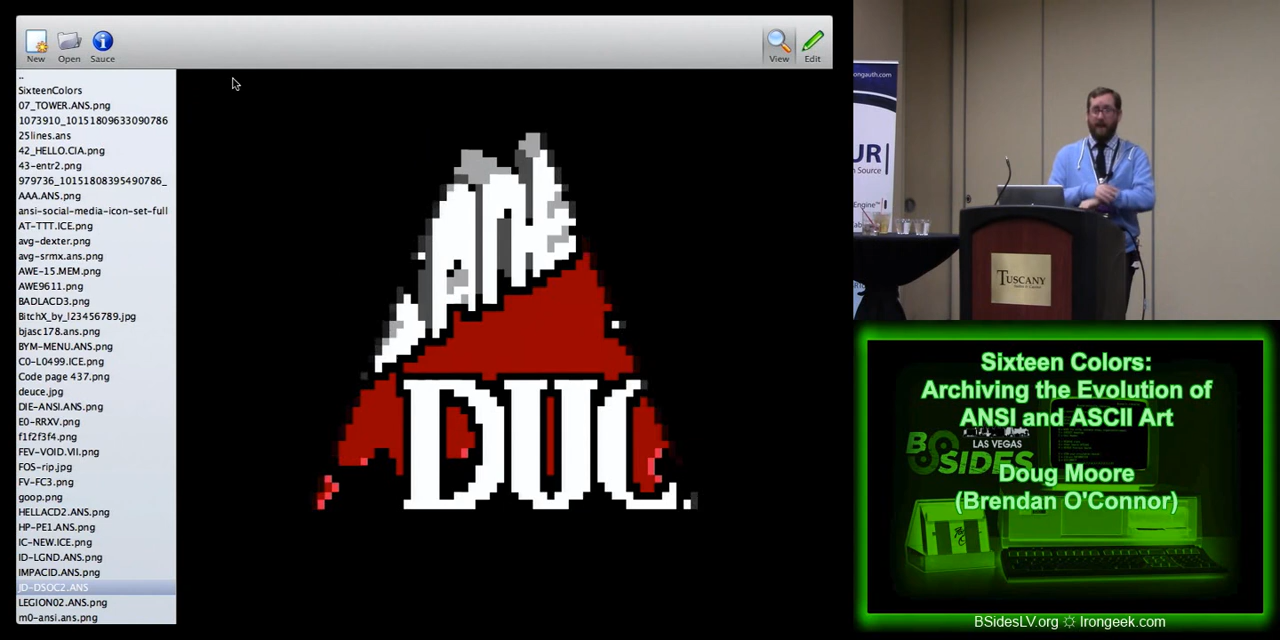 New
Open
Sauce
View
Edit
..
SixteenColors
07_TOWER.ANS.png
1073910_10151809633090786
25lines.ans
42_HELLO.CIA.png
43-entr2.png
979736_10151808395490786_
AAA.ANS.png
ansi-social-media-icon-set-full
AT-TTT.ICE.png
avg-dexter.png
avg-srmx.ans.png
AWE-15.MEM.png
AWE9611.png
BADLACD3.png
BitchX_by_l23456789.jpg
bjasc178.ans.png
BYM-MENU.ANS.png
C0-L0499.ICE.png
Code page 437.png
deuce.jpg
DIE-ANSI.ANS.png
E0-RRXV.png
f1f2f3f4.png
FEV-VOID.VII.png
FOS-rip.jpg
FV-FC3.png
goop.png
HELLACD2.ANS.png
HP-PE1.ANS.png
IC-NEW.ICE.png
ID-LGND.ANS.png
IMPACID.ANS.png
JD-DSOC2.ANS
LEGION02.ANS.png
m0-ansi.ans.png
DUC
ongauth.com
UR
n Source
Engine™
TUSCANY
Sixteen Colors:
Archiving the Evolution of
ANSI and ASCII Art
LAS VEGAS
BSIDES
Doug Moore
(Brendan O'Connor)
BSidesLV.org ☼ Irongeek.com